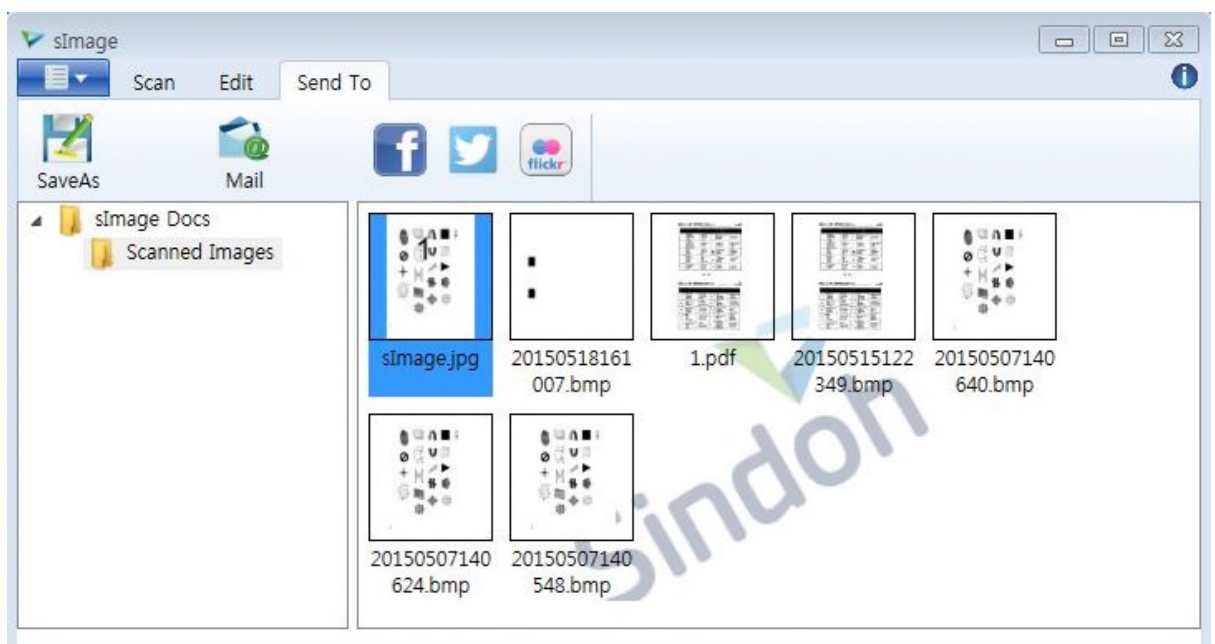 sImage
Scan Edit Send To
flickr
SaveAs Mail
sImage Docs
Scanned Images
1
sImage.jpg 20150518161 1.pdf 20150515122 20150507140
007.bmp 349.bmp 640.bmp
20150507140 20150507140
624.bmp 548.bmp
Sindoh